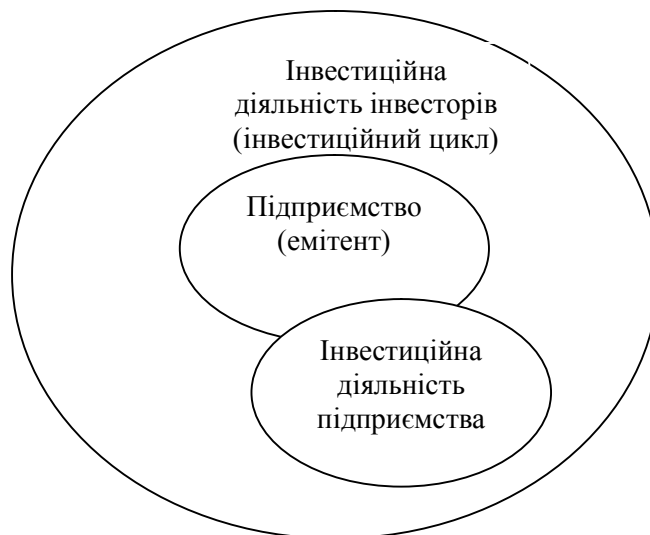 Інвестиційна
діяльність інвесторів
(інвестиційний цикл)
Підприємство
(емітент)
Інвестиційна
діяльність
підприємства